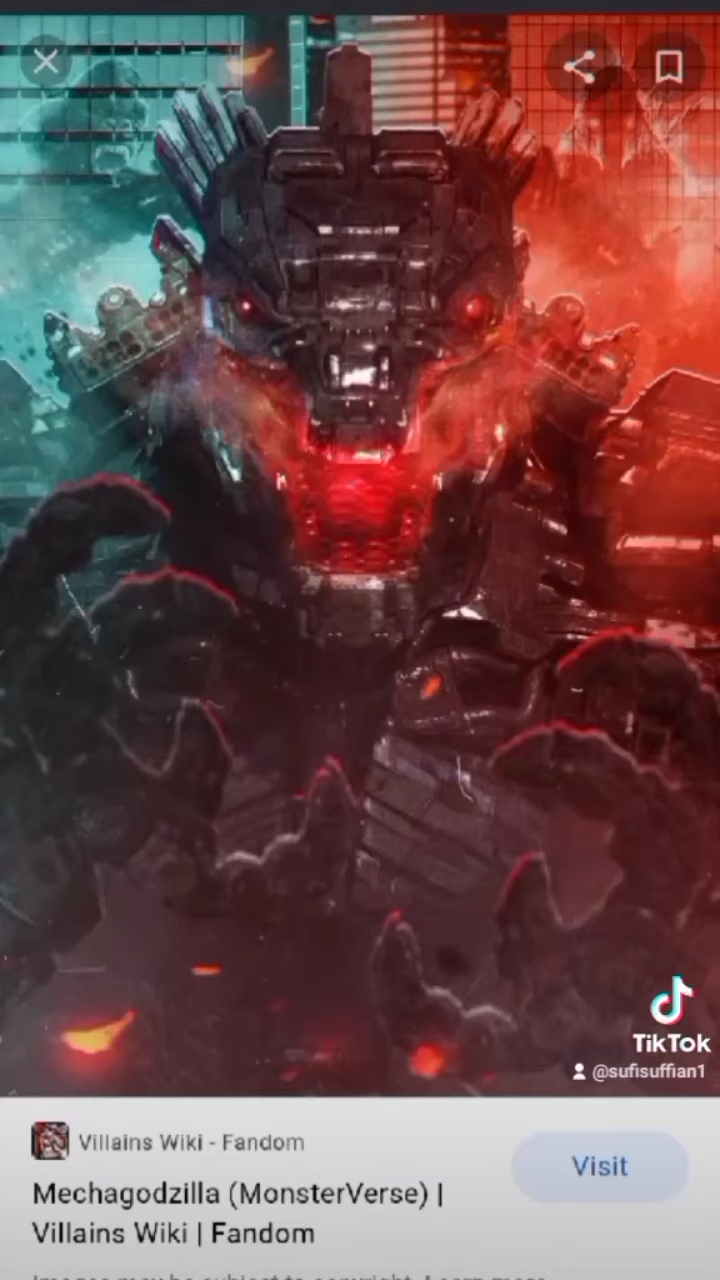 TikTok
@sufisuffian1
Villains Wiki - Fandom
Visit
Mechagodzilla (MonsterVerse) |
Villains Wiki | Fandom